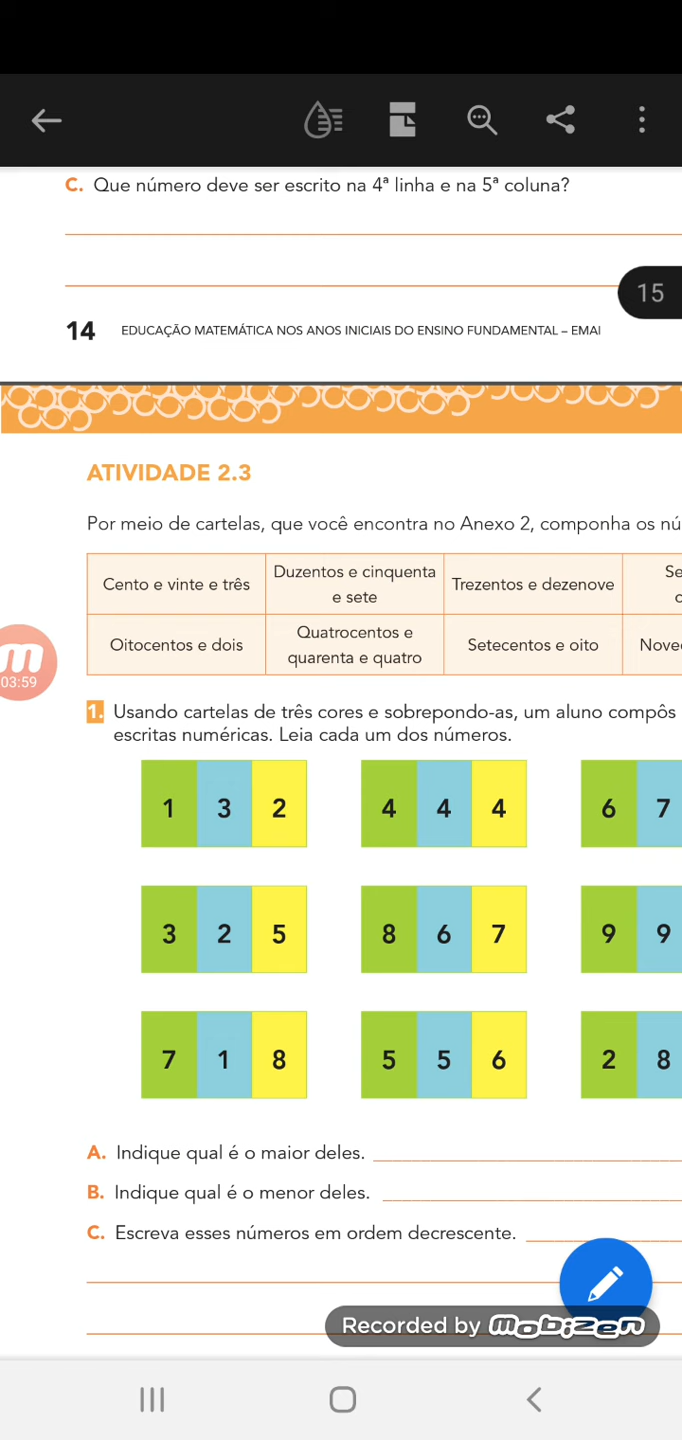 C. Que número deve ser escrito na 4ª linha e na 5ª coluna?
15
14 EDUCAÇÃO MATEMÁTICA NOS ANOS INICIAIS DO ENSINO FUNDAMENTAL – EMAI
ATIVIDADE 2.3
Por meio de cartelas, que você encontra no Anexo 2, componha os nú
Cento e vinte e três
Duzentos e cinquenta
e sete
Trezentos e dezenove
Se
c
Oitocentos e dois
Quatrocentos e
quarenta e quatro
Setecentos e oito
Nove
03:59
1. Usando cartelas de três cores e sobrepondo-as, um aluno compôs
escritas numéricas. Leia cada um dos números.
1 3 2 4 4 4 6 7
3 2 5 8 6 7 9 9
7 1 8 5 5 6 2 8
A. Indique qual é o maior deles.
B. Indique qual é o menor deles.
C. Escreva esses números em ordem decrescente.
Recorded by mobizen